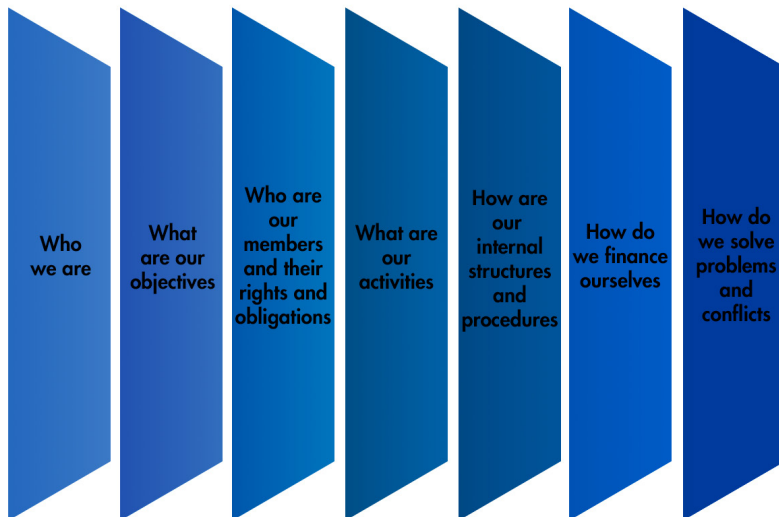 Who
we are
What
are our
objectives
Who are
our
members
and their
rights and
obligations
What are
our
activities
How are
our
internal
structures
and
procedures
How do
we finance
ourselves
How do
we solve
problems
and
conflicts